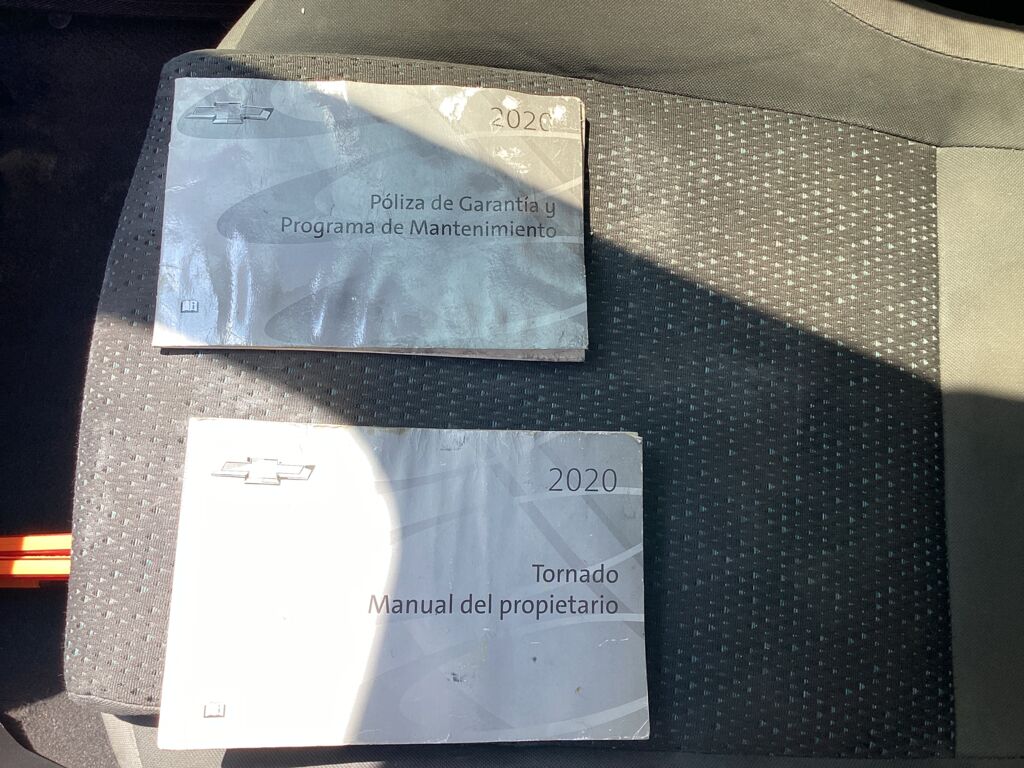 2020
Póliza de Garantía y
Programa de Mantenimiento
2020
Tornado
Manual del propietario